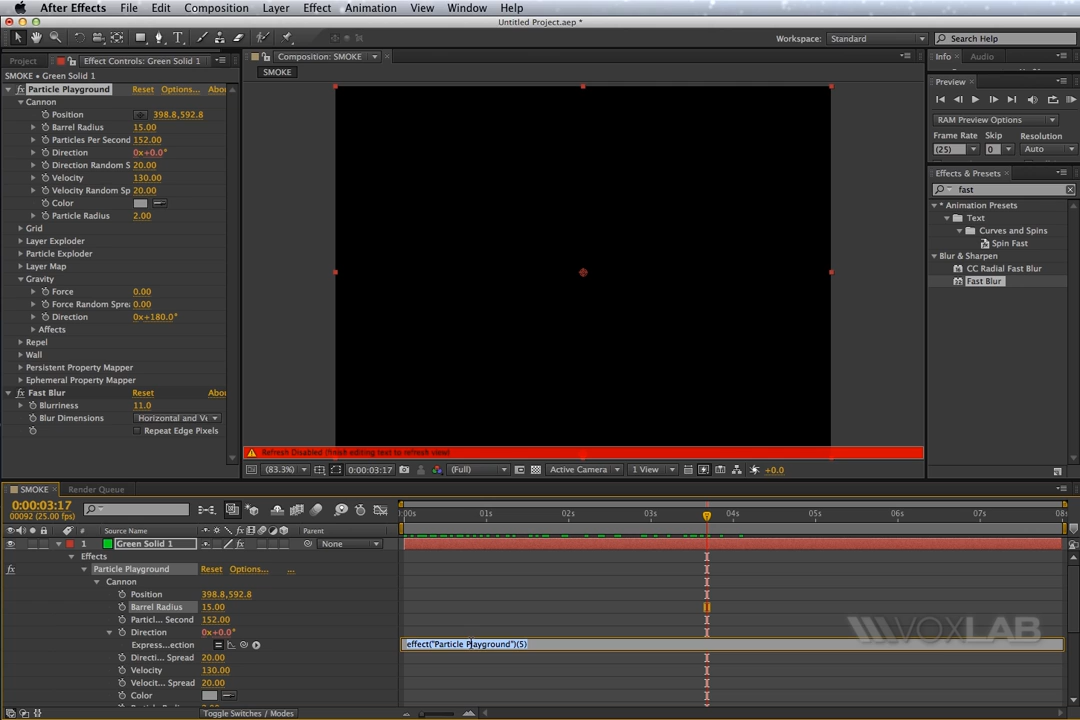 After Effects File Edit Composition Layer Effect Animation View Window Help
Untitled Project.aep *
Workspace: Standard
Search Help
Project Effect Controls: Green Solid 1
SMOKE • Green Solid 1
Particle Playground Reset Options... Abou
Cannon
Position 398.8,592.8
Barrel Radius 15.00
Particles Per Second 152.00
Direction 0x+0.0°
Direction Random S 20.00
Velocity 130.00
Velocity Random Sp 20.00
Color
Particle Radius 2.00
Grid
Layer Exploder
Particle Exploder
Layer Map
Gravity
Force 0.00
Force Random Sprea 0.00
Direction 0x+180.0°
Affects
Repel
Wall
Persistent Property Mapper
Ephemeral Property Mapper
Fast Blur Reset Abou
Blurriness 11.0
Blur Dimensions Horizontal and Ve
Repeat Edge Pixels
Composition: SMOKE
SMOKE
Refresh Disabled (finish editing text to refresh view)
(83.3%) 0:00:03:17 (Full) Active Camera 1 View +0.0
Info Audio
Preview
RAM Preview Options
Frame Rate Skip Resolution
(25) 0 Auto
Effects & Presets
fast
* Animation Presets
Text
Curves and Spins
Spin Fast
Blur & Sharpen
CC Radial Fast Blur
Fast Blur
SMOKE Render Queue
0:00:03:17
00092 (25.00 fps)
# Source Name Parent
:00s 01s 02s 03s 04s 05s 06s 07s 08s
1 Green Solid 1 None
Effects
Particle Playground Reset Options... ...
Cannon
Position 398.8,592.8
Barrel Radius 15.00
Particl... Second 152.00
Direction 0x+0.0°
Express...ection effect("Particle Playground")(5)
Directi... Spread 20.00
Velocity 130.00
Velocit... Spread 20.00
Color
Toggle Switches / Modes
VOXLAB